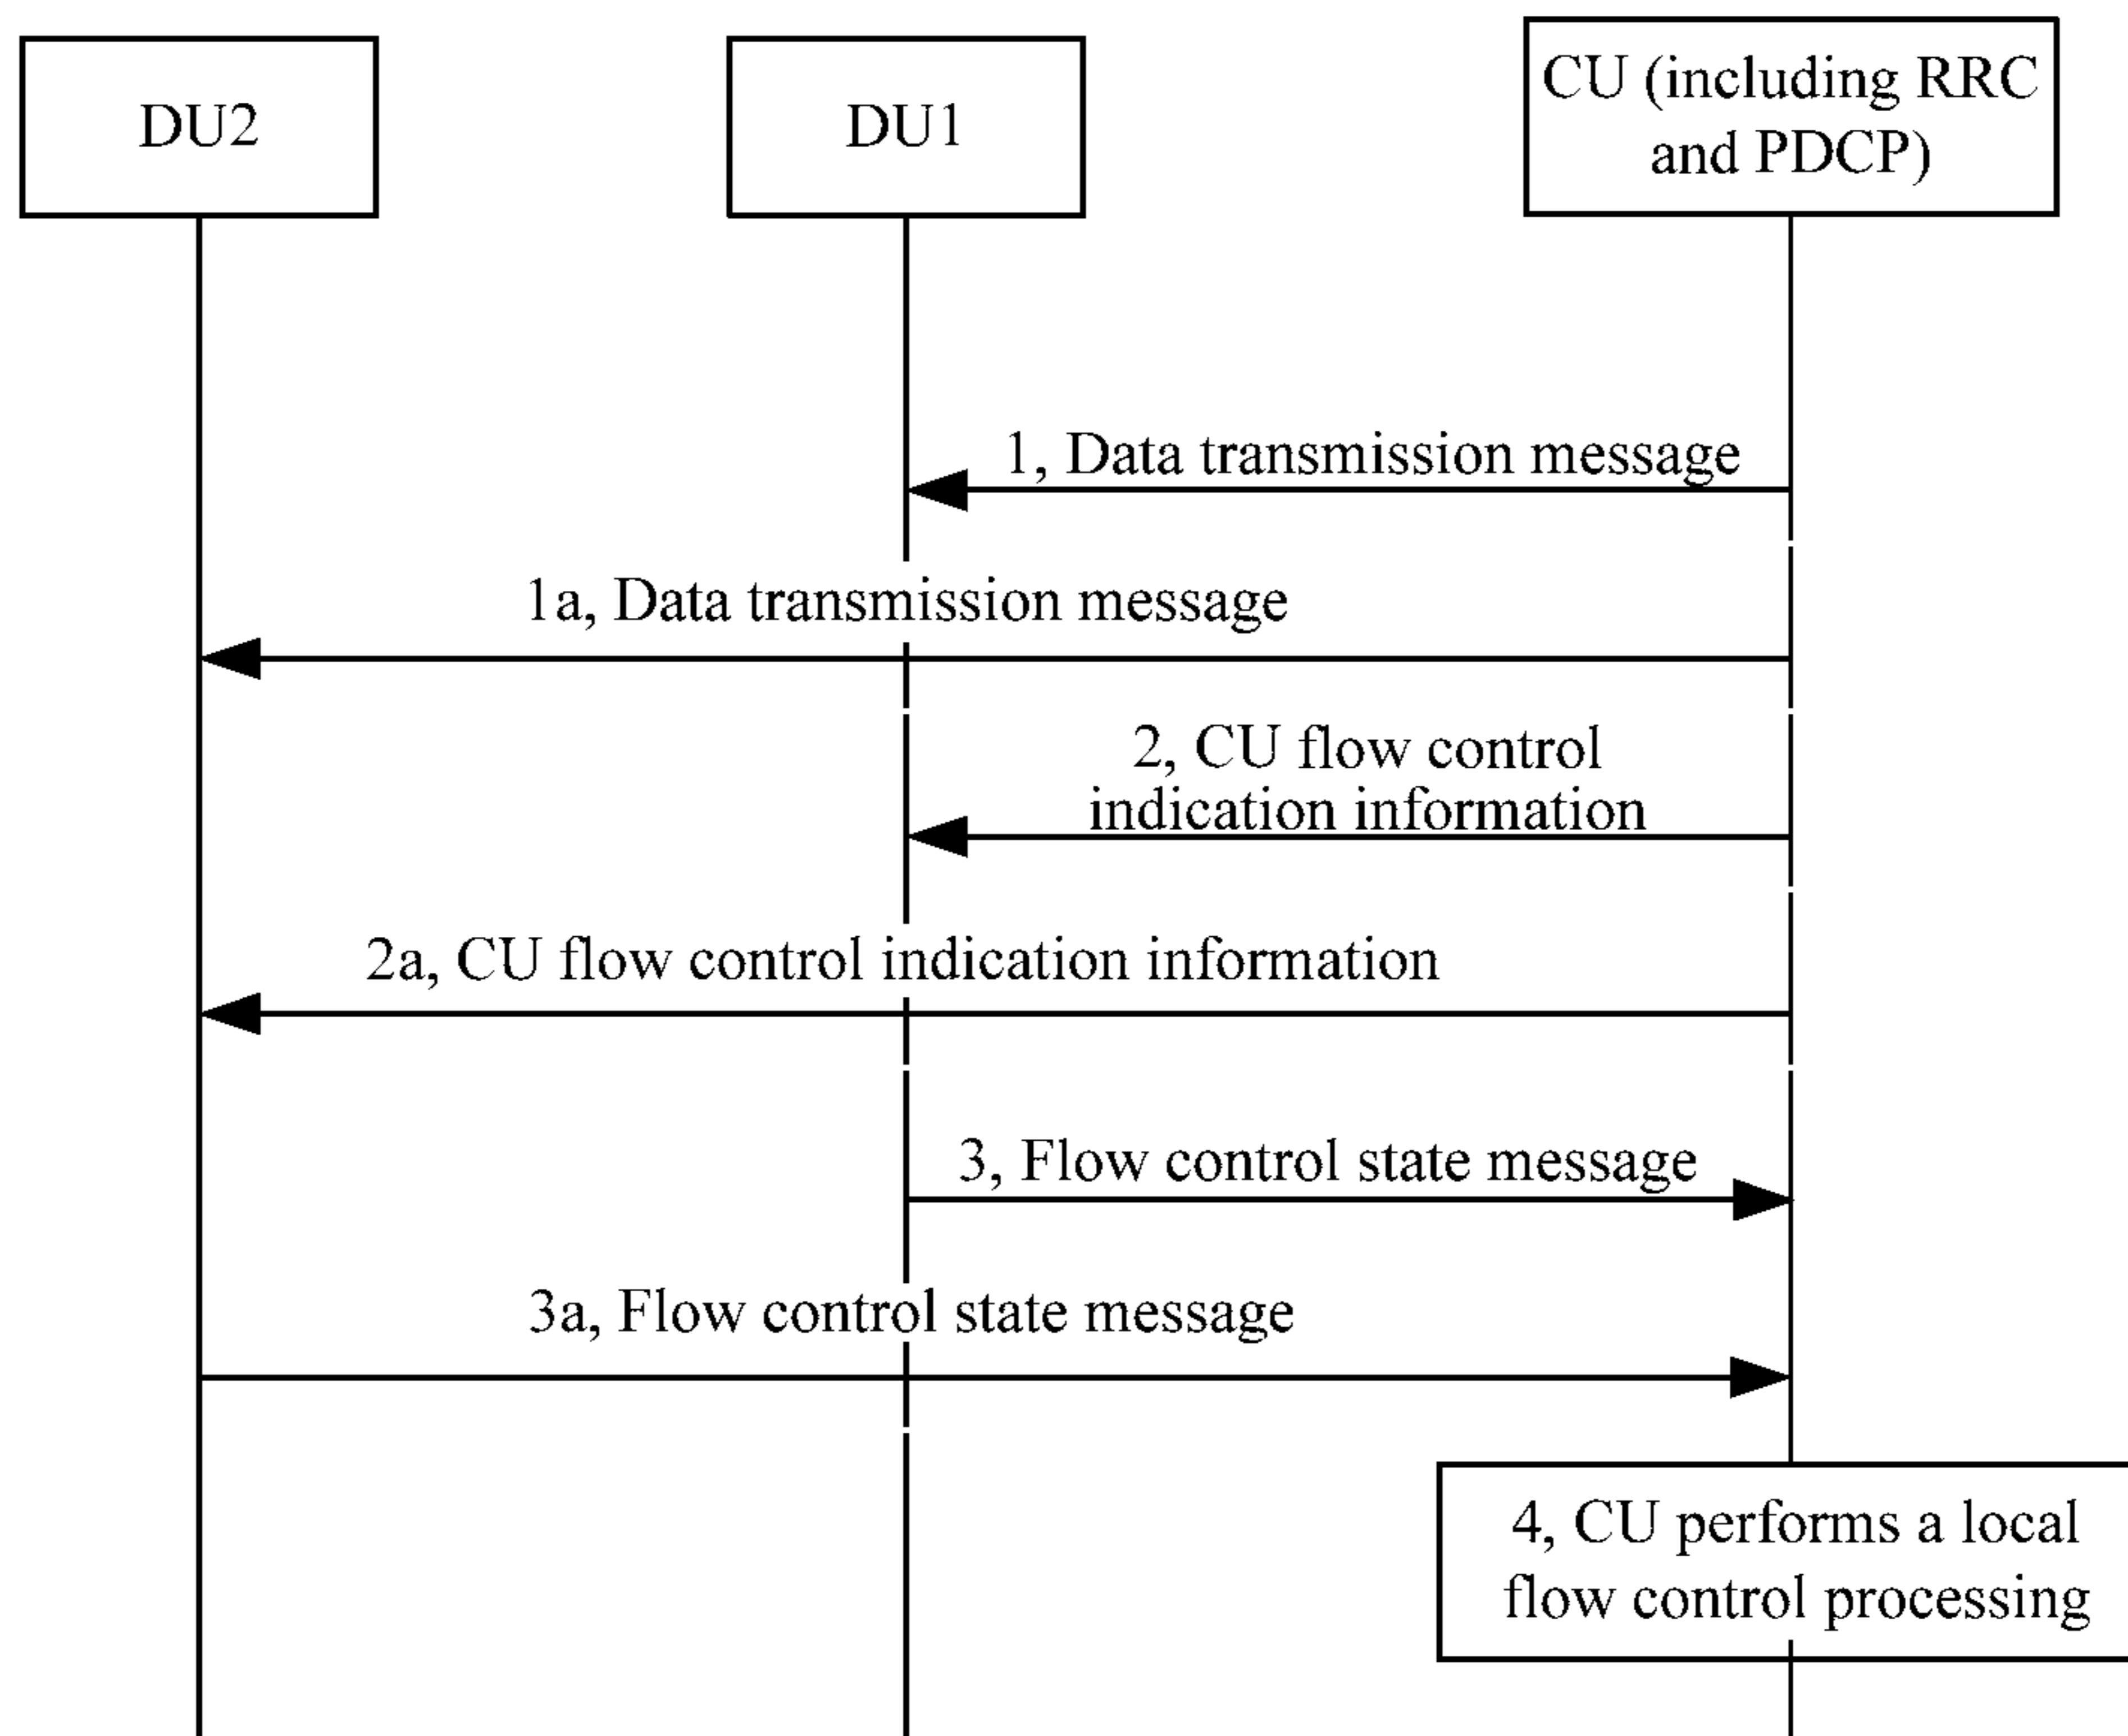 DU2
DU1
CU (including RRC
and PDCP)
1, Data transmission message
1a, Data transmission message
2, CU flow control
indication information
2a, CU flow control indication information
3, Flow control state message
3a, Flow control state message
4, CU performs a local
flow control processing